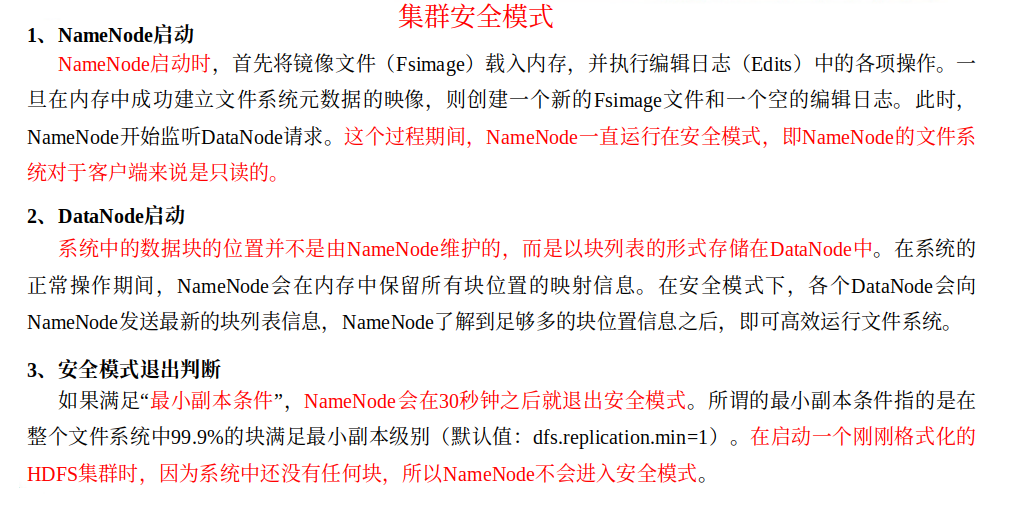 集群安全模式
1、NameNode启动
NameNode启动时，首先将镜像文件（Fsimage）载入内存，并执行编辑日志（Edits）中的各项操作。一
旦在内存中成功建立文件系统元数据的映像，则创建一个新的Fsimage文件和一个空的编辑日志。此时，
NameNode开始监听DataNode请求。这个过程期间，NameNode一直运行在安全模式，即NameNode的文件系
统对于客户端来说是只读的。
2、DataNode启动
系统中的数据块的位置并不是由NameNode维护的，而是以块列表的形式存储在DataNode中。在系统的
正常操作期间，NameNode会在内存中保留所有块位置的映射信息。在安全模式下，各个DataNode会向
NameNode发送最新的块列表信息，NameNode了解到足够多的块位置信息之后，即可高效运行文件系统。
3、安全模式退出判断
如果满足“最小副本条件”，NameNode会在30秒钟之后就退出安全模式。所谓的最小副本条件指的是在
整个文件系统中99.9%的块满足最小副本级别（默认值：dfs.replication.min=1）。在启动一个刚刚格式化的
HDFS集群时，因为系统中还没有任何块，所以NameNode不会进入安全模式。